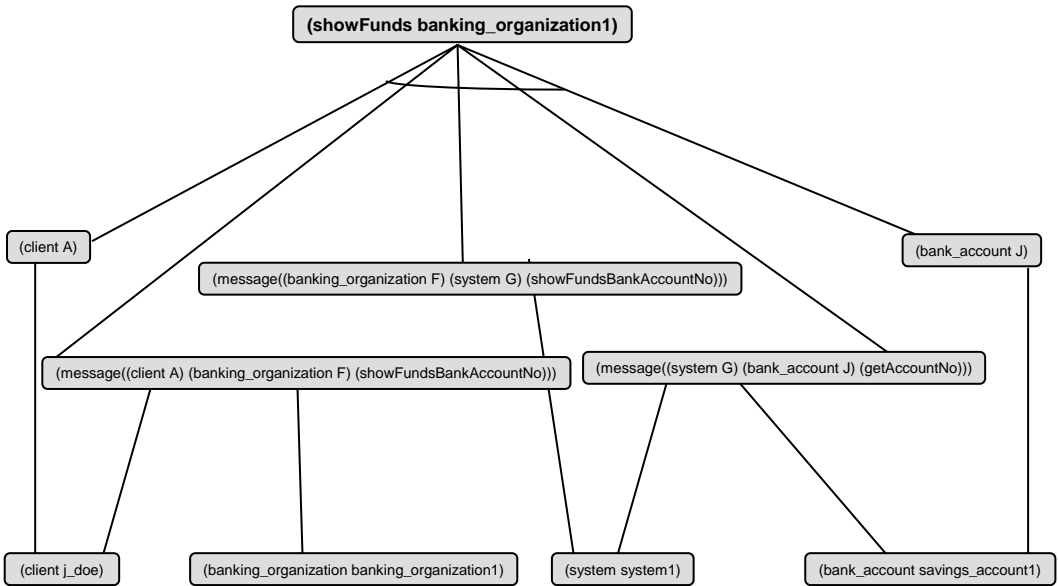 (showFunds banking_organization1)
(client A)
(bank_account J)
(message((banking_organization F) (system G) (showFundsBankAccountNo)))
(message((client A) (banking_organization F) (showFundsBankAccountNo)))
(message((system G) (bank_account J) (getAccountNo)))
(client j_doe)
(banking_organization banking_organization1)
(system system1)
(bank_account savings_account1)